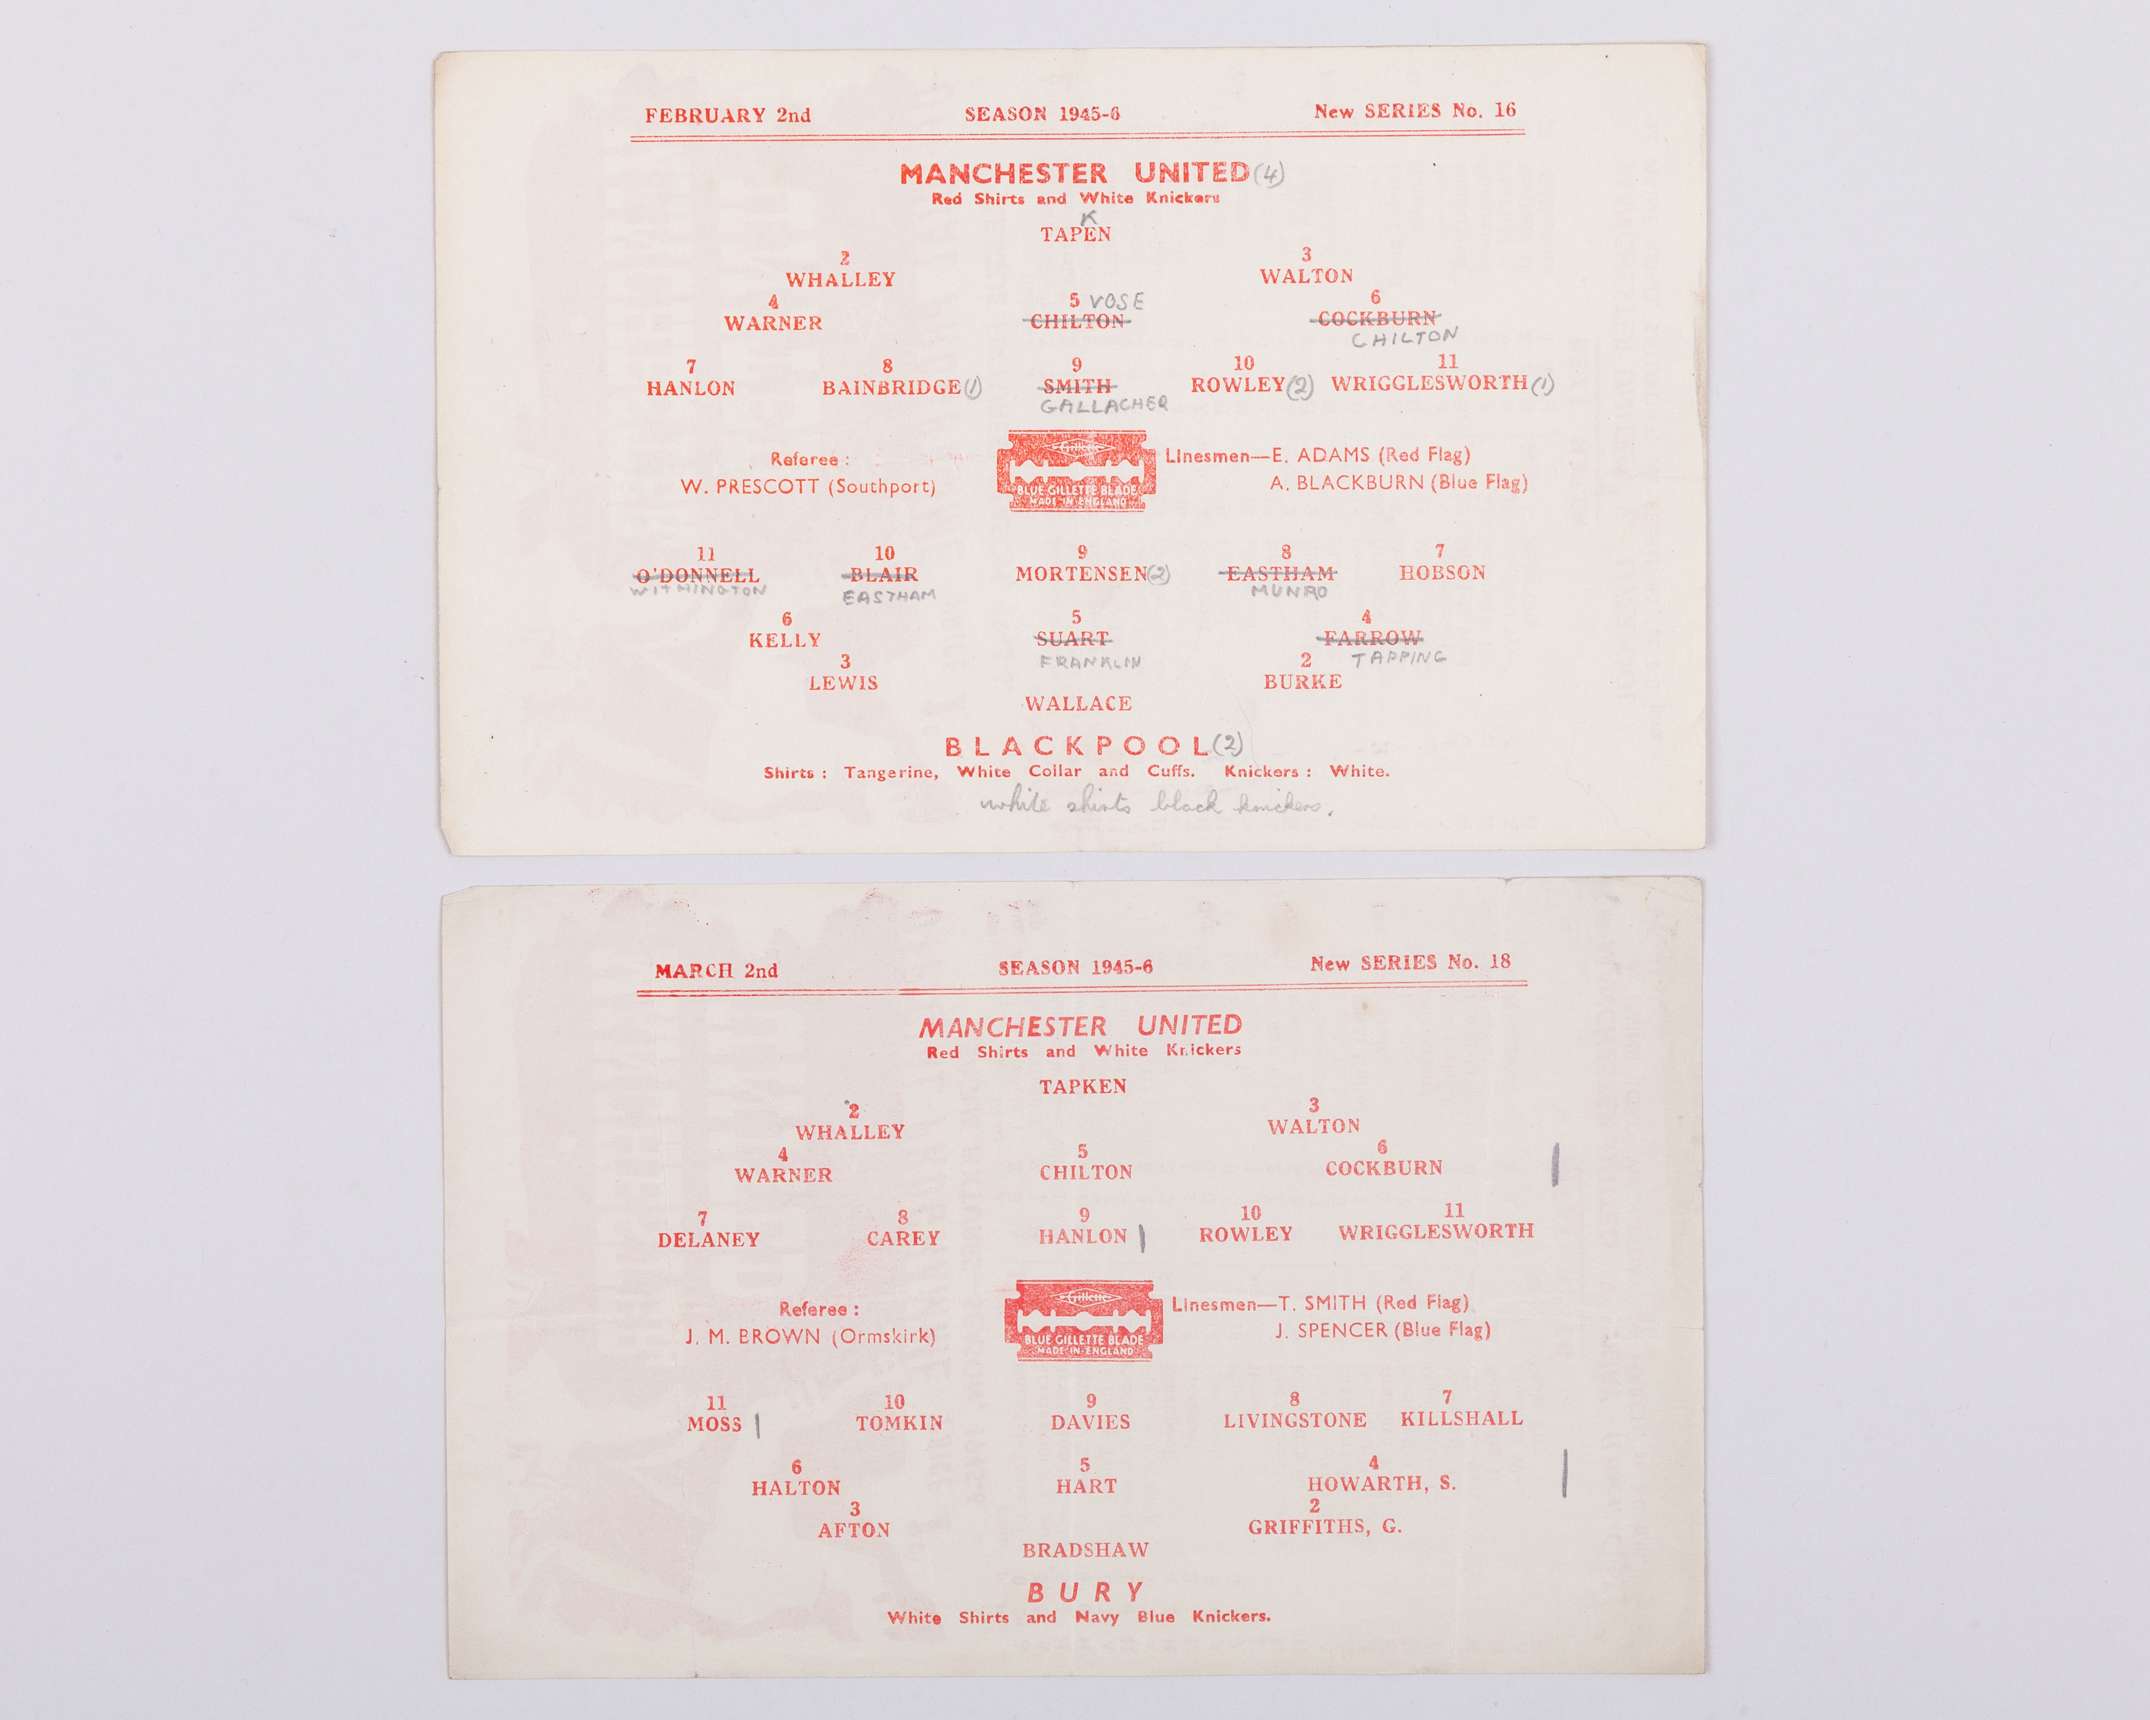 FEBRUARY 2nd SEASON 1945-6 New SERIES No. 16
MANCHESTER UNITED (4)
Red Shirts and White Knickers
K
TAPEN
2 3
WHALLEY WALTON
4 5 VOSE 6
WARNER CHILTON COCKBURN
CHILTON
7 8 9 10 11
HANLON BAINBRIDGE (1) SMITH ROWLEY (2) WRIGGLESWORTH (1)
GALLACHER
Gillette
BLUE GILLETTE BLADE
MADE IN ENGLAND
Referee : Linesmen—E. ADAMS (Red Flag)
W. PRESCOTT (Southport) A. BLACKBURN (Blue Flag)
11 10 9 8 7
O'DONNELL BLAIR MORTENSEN (2) EASTHAM HOBSON
WITHINGTON EASTHAM MUNRO
6 5 4
KELLY SUART FARROW
FRANKLIN TAPPING
3 2
LEWIS BURKE
WALLACE
BLACKPOOL (2)
Shirts : Tangerine, White Collar and Cuffs. Knickers : White.
white shirts black knickers.
MARCH 2nd SEASON 1945-6 New SERIES No. 18
MANCHESTER UNITED
Red Shirts and White Knickers
TAPKEN
2 3
WHALLEY WALTON
4 5 6
WARNER CHILTON COCKBURN |
7 8 9 10 11
DELANEY CAREY HANLON | ROWLEY WRIGGLESWORTH
Gillette
BLUE GILLETTE BLADE
MADE IN ENGLAND
Referee : Linesmen—T. SMITH (Red Flag)
J. M. BROWN (Ormskirk) J. SPENCER (Blue Flag)
11 10 9 8 7
MOSS | TOMKIN DAVIES LIVINGSTONE KILLSHALL
6 5 4
HALTON HART HOWARTH, S. |
3 2
AFTON GRIFFITHS, G.
BRADSHAW
BURY
White Shirts and Navy Blue Knickers.